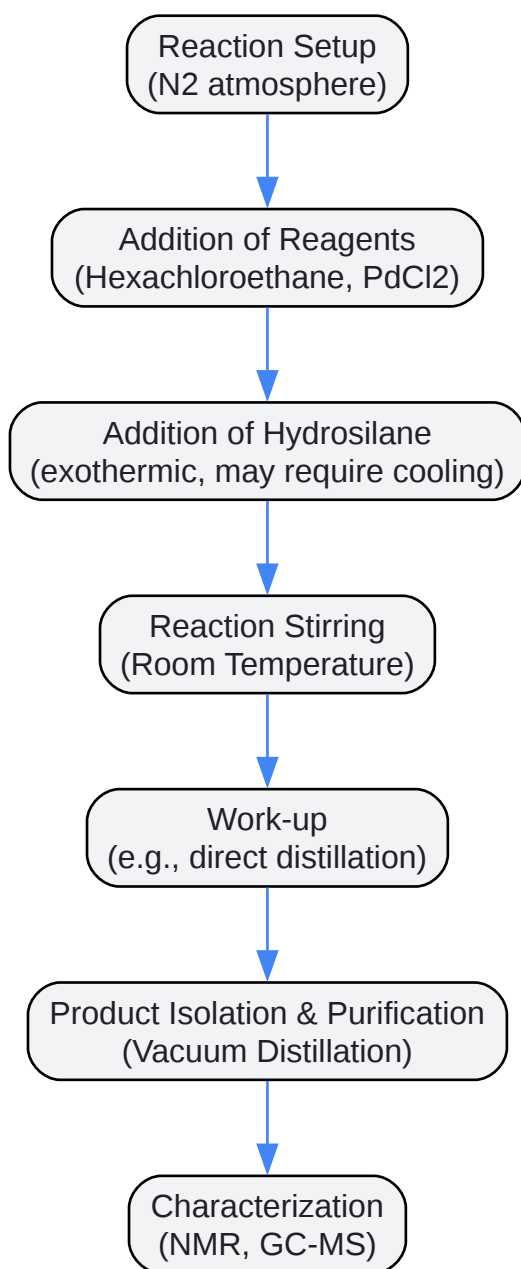 Reaction Setup
(N2 atmosphere)
Addition of Reagents
(Hexachloroethane, PdCl2)
Addition of Hydrosilane
(exothermic, may require cooling)
Reaction Stirring
(Room Temperature)
Work-up
(e.g., direct distillation)
Product Isolation & Purification
(Vacuum Distillation)
Characterization
(NMR, GC-MS)